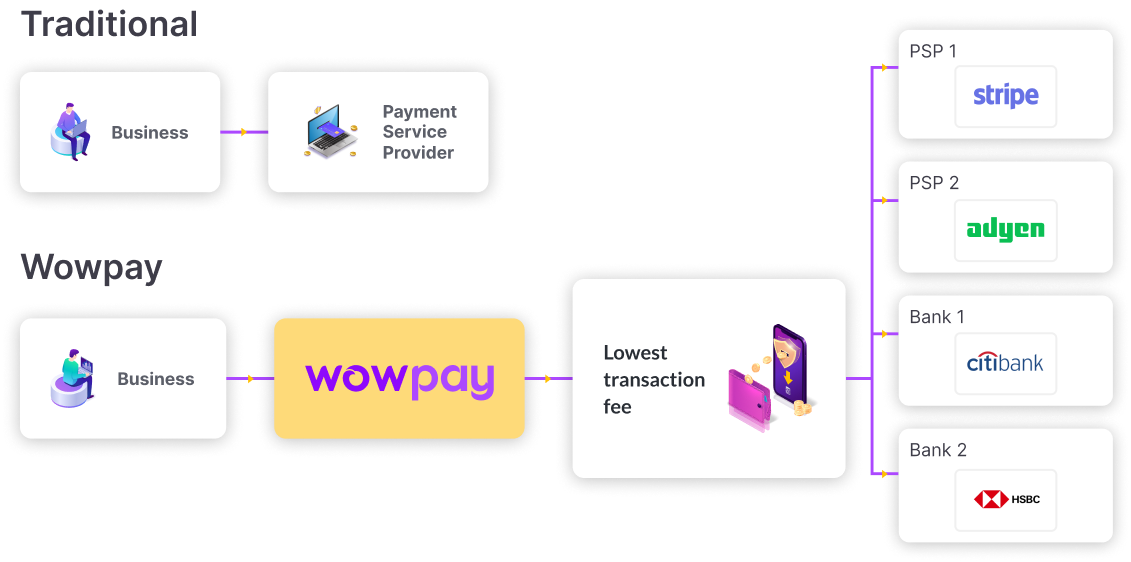 Traditional
Business
Payment
Service
Provider
Wowpay
Business
wowpay
Lowest
transaction
fee
PSP 1
stripe
PSP 2
adyen
Bank 1
citibank
Bank 2
HSBC